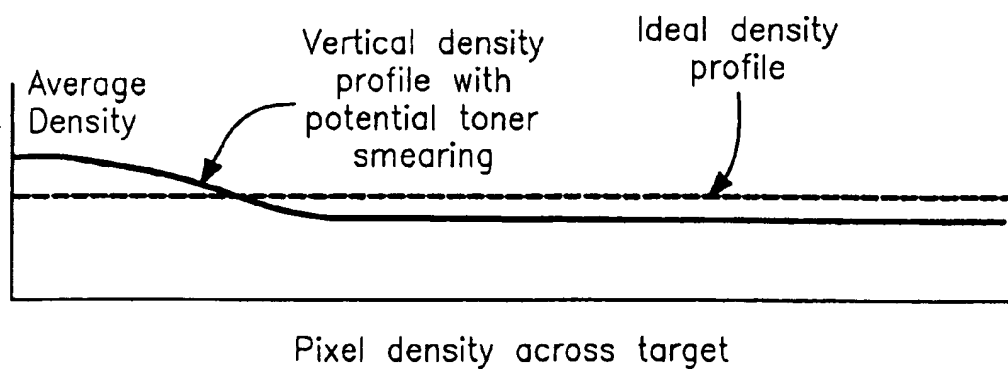 Average
Density
Vertical density
profile with
potential toner
smearing
Ideal density
profile
Pixel density across target